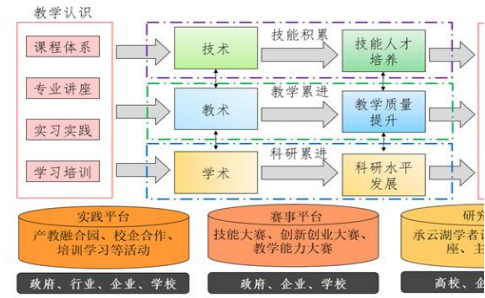 教学认识
课程体系
专业讲座
实习实践
学习培训
技术
技能积累
技能人才
培养
教术
教学累进
教学质量
提升
学术
科研累进
科研水平
发展
实践平台
产教融合园、校企合作、
培训学习等活动
政府、行业、企业、学校
赛事平台
技能大赛、创新创业大赛、
教学能力大赛
政府、企业、学校
研究
承云湖学者
座、主
高校、企